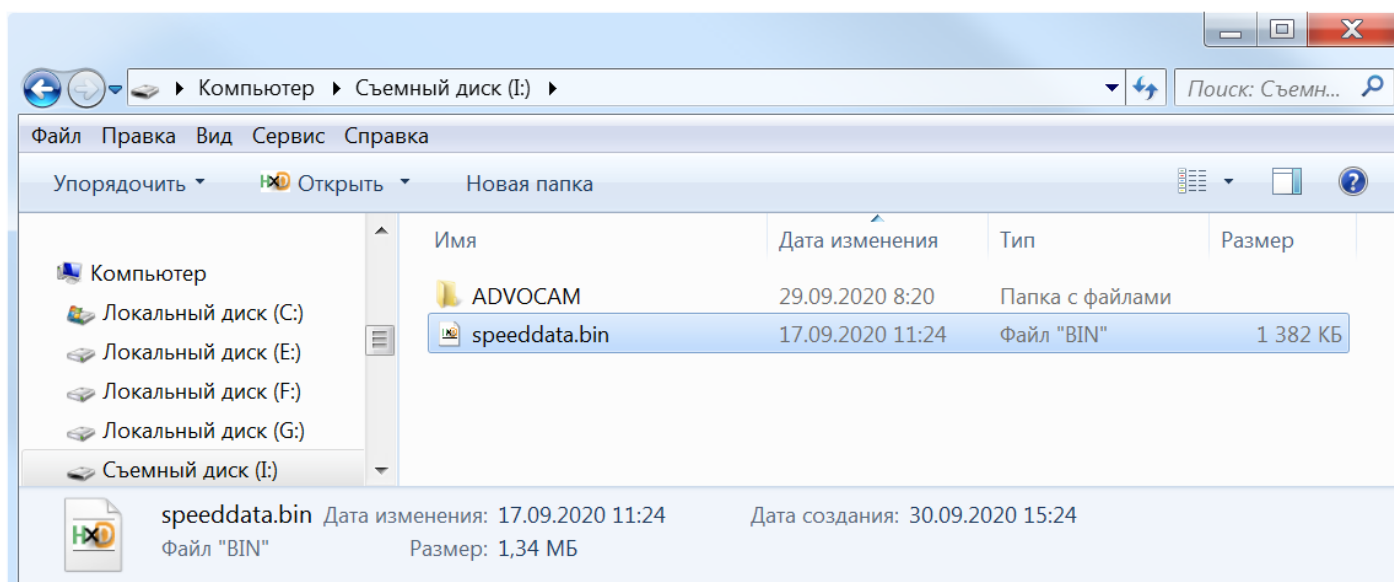 Компьютер Съемный диск (I:) Поиск: Съемн...
Файл Правка Вид Сервис Справка
Упорядочить HXD Открыть Новая папка
Имя Дата изменения Тип Размер
Компьютер
Локальный диск (C:)
Локальный диск (E:)
Локальный диск (F:)
Локальный диск (G:)
Съемный диск (I:)
ADVOCAM 29.09.2020 8:20 Папка с файлами
speeddata.bin 17.09.2020 11:24 Файл "BIN" 1 382 КБ
HXD
speeddata.bin Дата изменения: 17.09.2020 11:24 Дата создания: 30.09.2020 15:24
Файл "BIN" Размер: 1,34 МБ